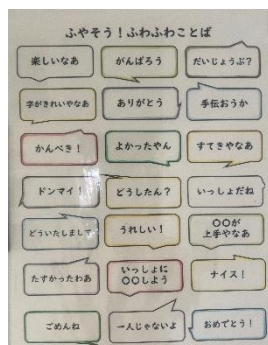 ふやそう！ふわふわことば
楽しいなあ
がんばろう
だいじょうぶ？
字がきれいやなあ
ありがとう
手伝おうか
かんぺき！
よかったやん
すてきやなあ
ドンマイ！
どうしたん？
いっしょだね
どういたしまして
うれしい！
〇〇が
上手やなあ
たすかったわあ
いっしょに
〇〇しよう
ナイス！
ごめんね
一人じゃないよ
おめでとう！